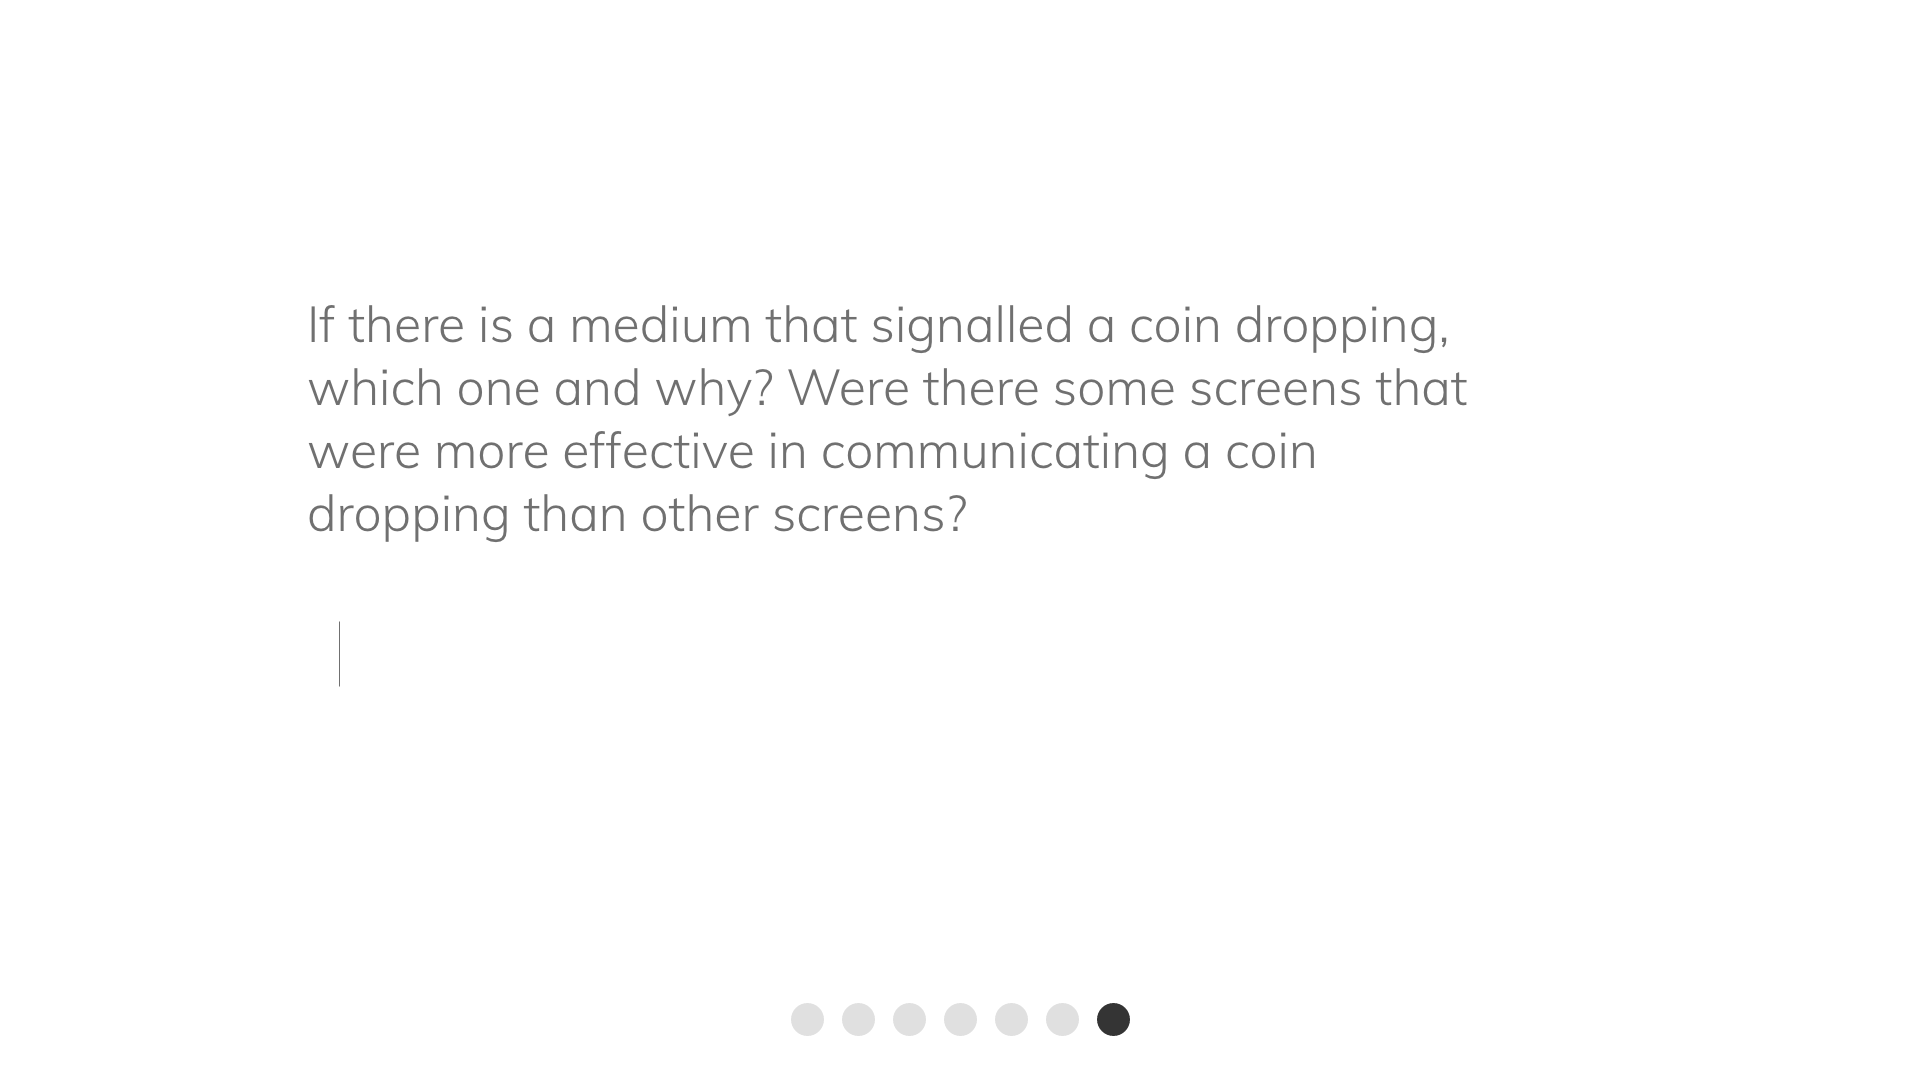 If there is a medium that signalled a coin dropping,
which one and why? Were there some screens that
were more effective in communicating a coin
dropping than other screens?